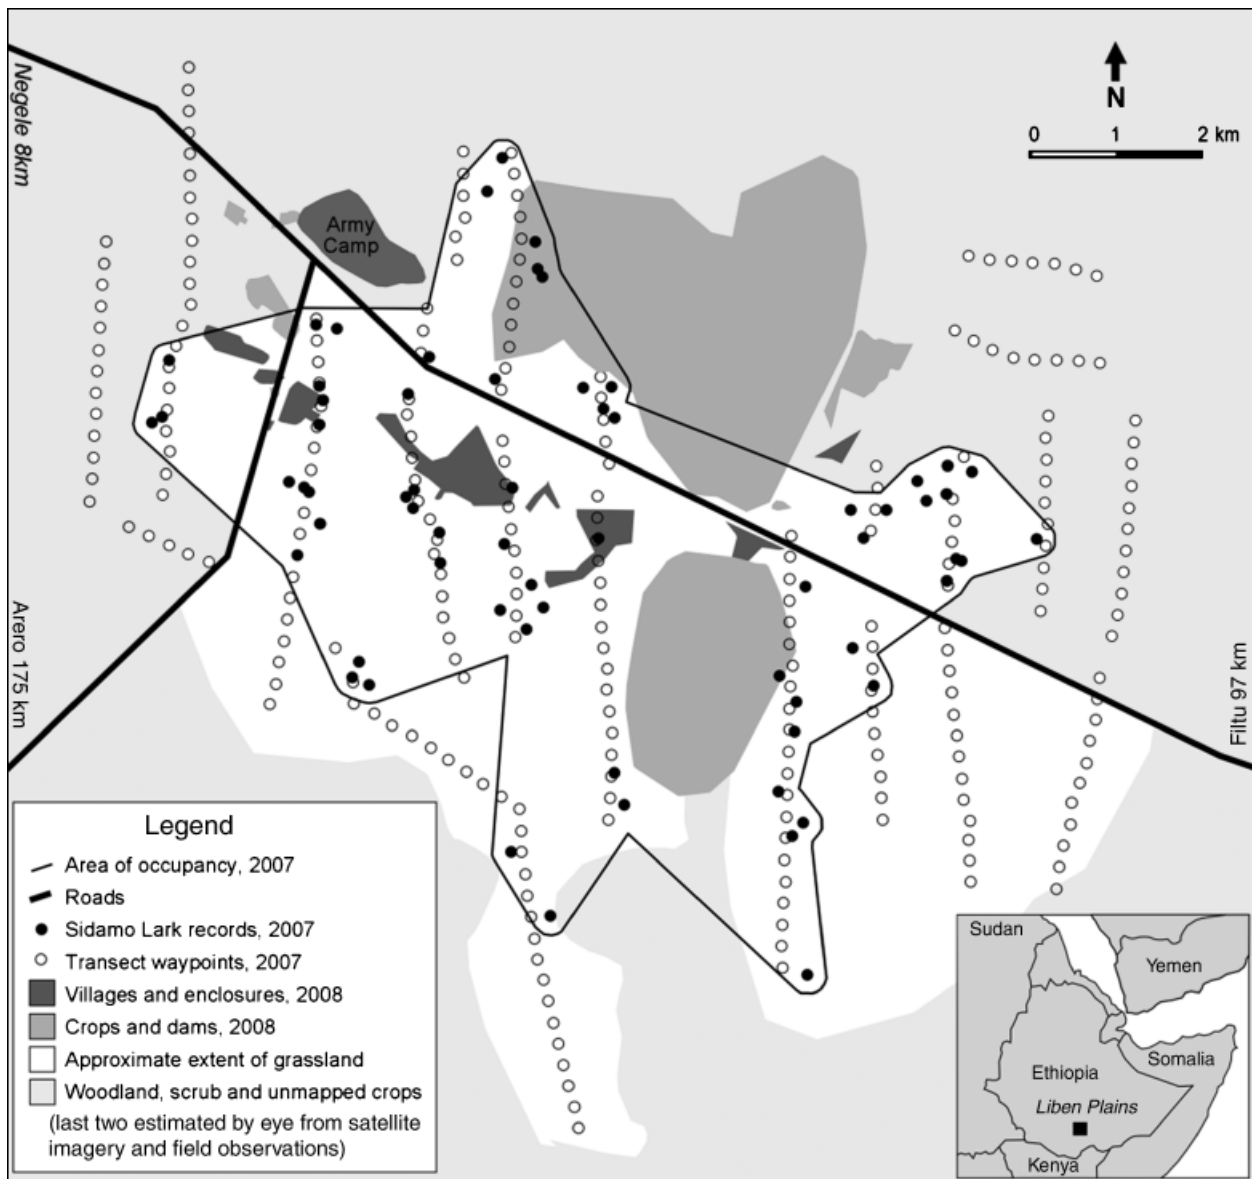 Negele 8km
N
0 1 2 km
Army
Camp
Arero 175 km
Filtu 97 km
Legend
Area of occupancy, 2007
Roads
Sidamo Lark records, 2007
Transect waypoints, 2007
Villages and enclosures, 2008
Crops and dams, 2008
Approximate extent of grassland
Woodland, scrub and unmapped crops
(last two estimated by eye from satellite
imagery and field observations)
Sudan
Yemen
Somalia
Ethiopia
Liben Plains
Kenya